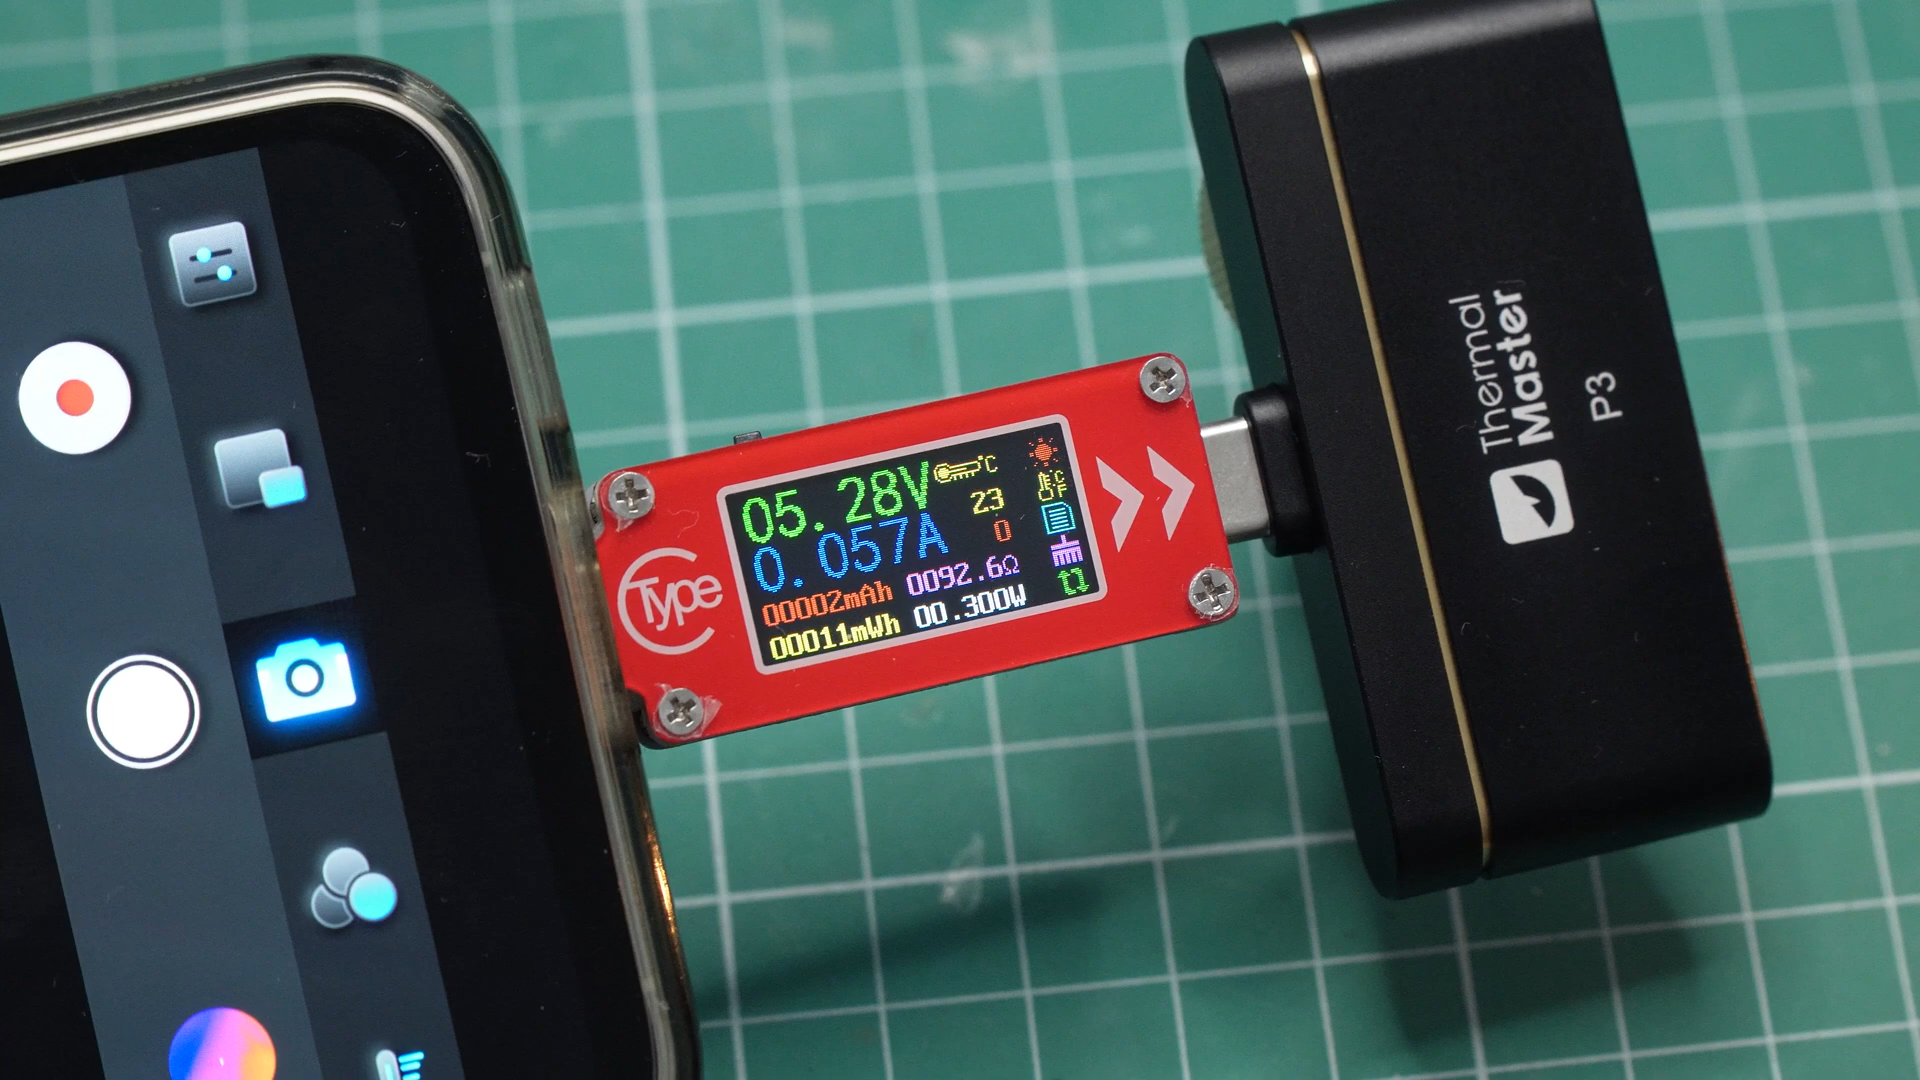 05.28V
°C
23
°C
°F
0.057A
0
00002mAh
0092.6Ω
00011mWh
00.300W
Type C
Thermal
Master
P3